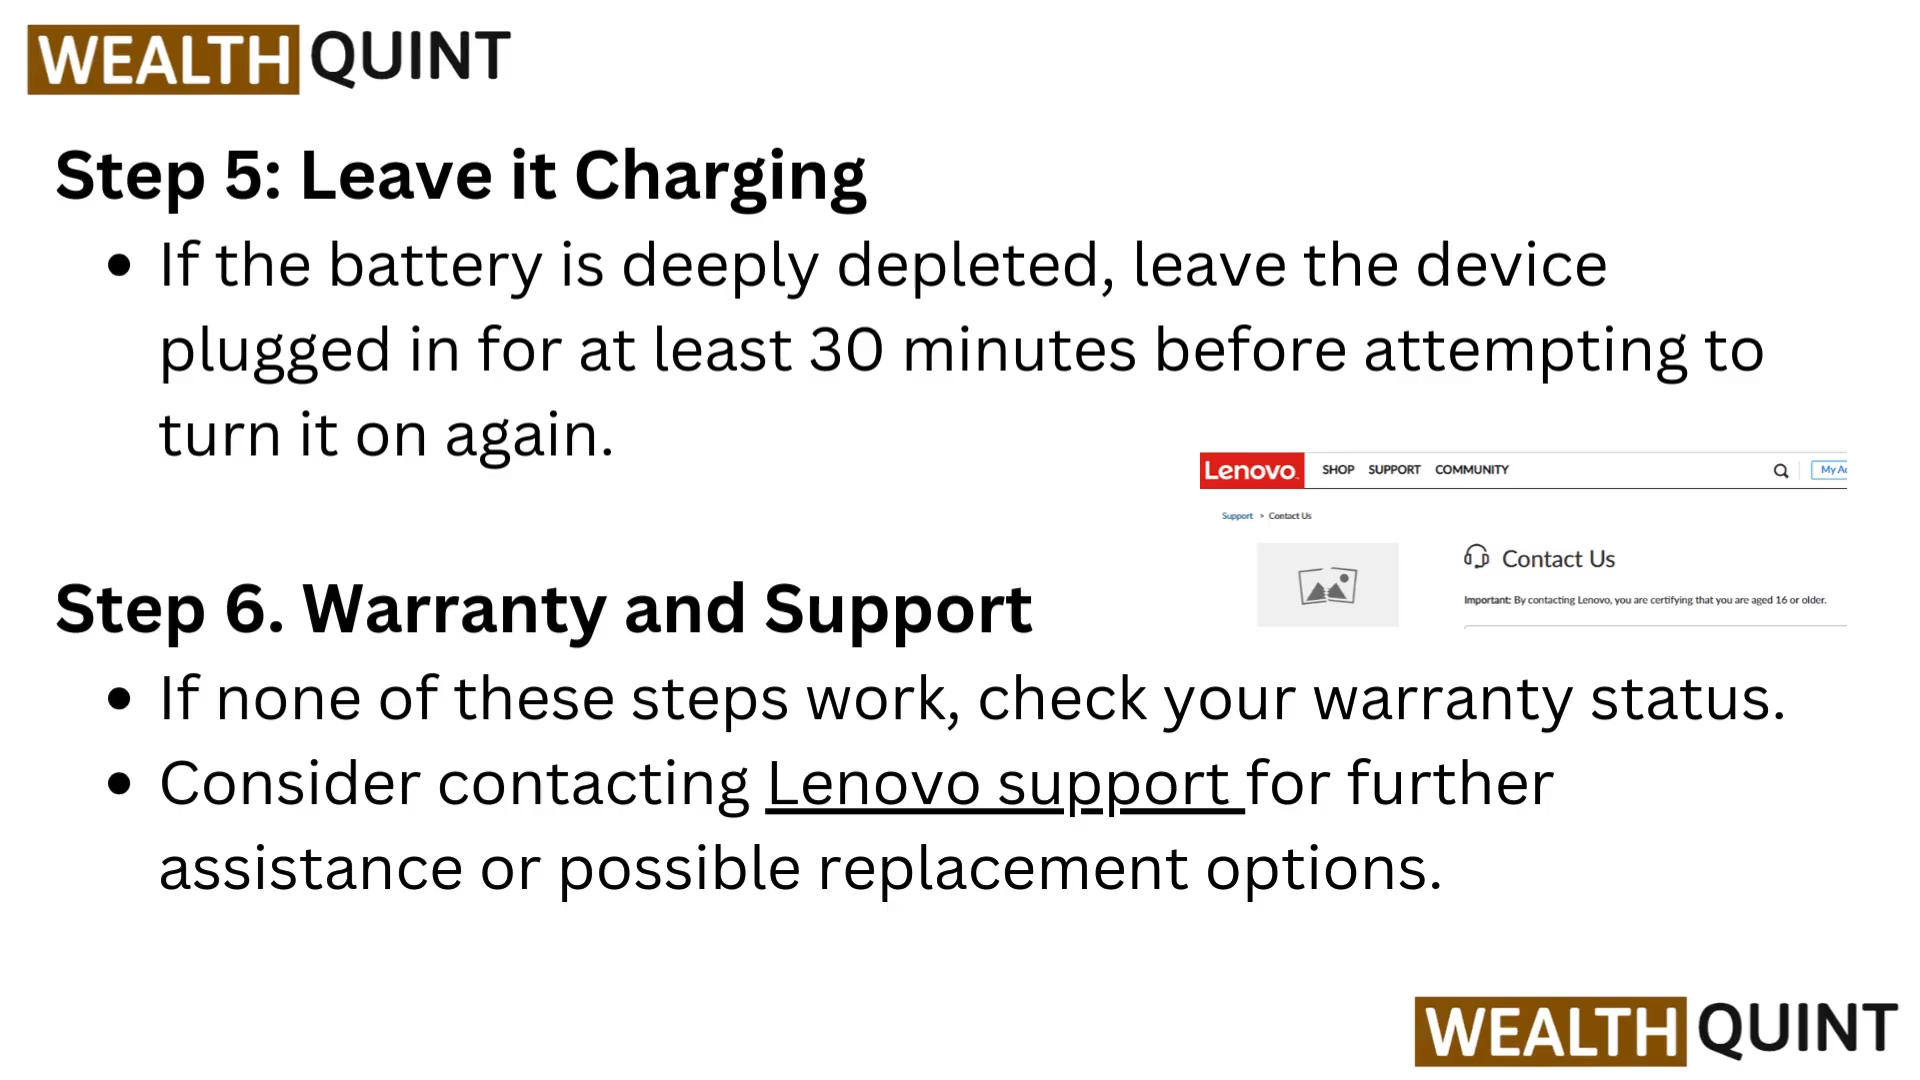 WEALTH QUINT
Step 5: Leave it Charging
• If the battery is deeply depleted, leave the device
plugged in for at least 30 minutes before attempting to
turn it on again.
Lenovo SHOP SUPPORT COMMUNITY My Ac
Support > Contact Us
Contact Us
Important: By contacting Lenovo, you are certifying that you are aged 16 or older.
Step 6. Warranty and Support
• If none of these steps work, check your warranty status.
• Consider contacting Lenovo support for further
assistance or possible replacement options.
WEALTH QUINT